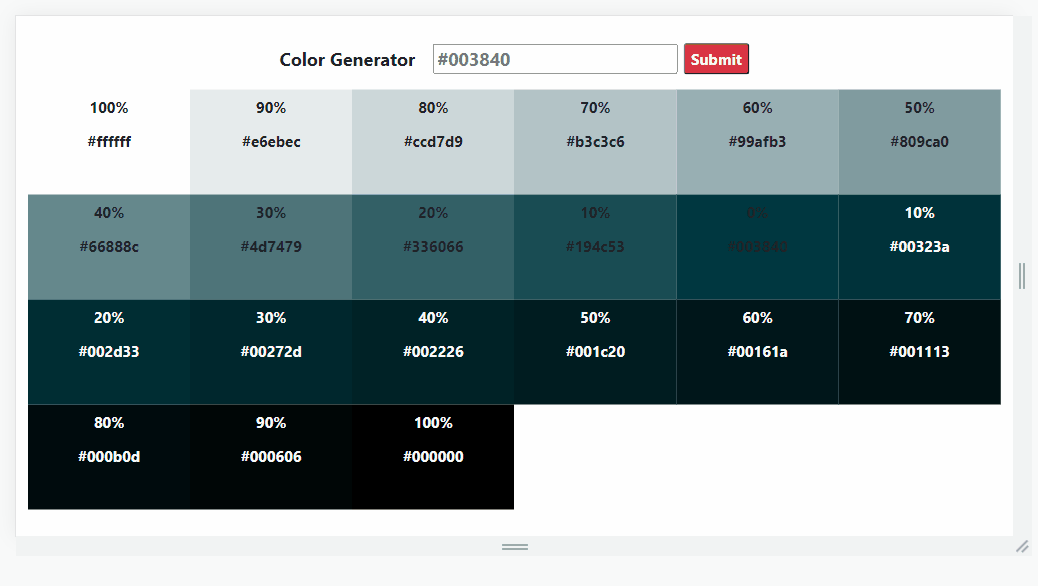 Color Generator #003840 Submit
100% 90% 80% 70% 60% 50%
#ffffff #e6ebec #ccd7d9 #b3c3c6 #99afb3 #809ca0
40% 30% 20% 10% 0% 10%
#66888c #4d7479 #336066 #194c53 #003840 #00323a
20% 30% 40% 50% 60% 70%
#002d33 #00272d #002226 #001c20 #00161a #001113
80% 90% 100%
#000b0d #000606 #000000